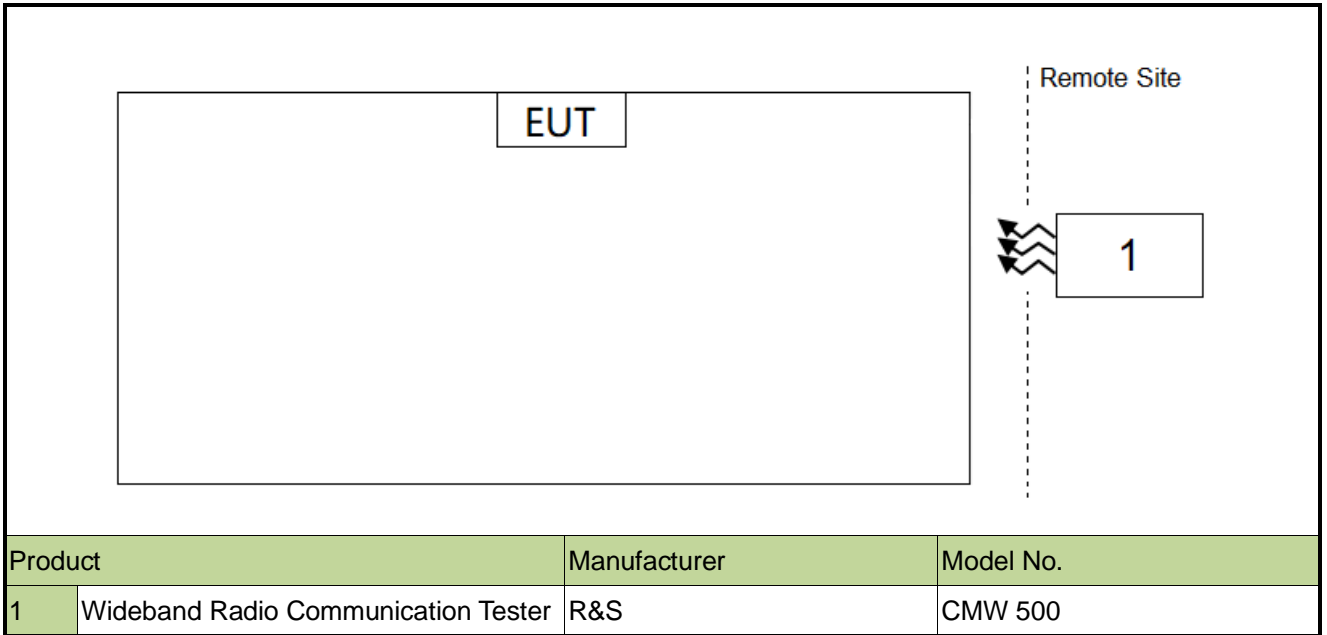 Remote Site
EUT
1
Product Manufacturer Model No.
1 Wideband Radio Communication Tester R&S CMW 500